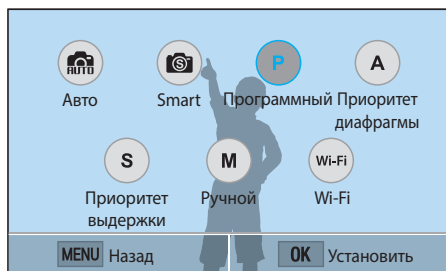 AUTO S P A
Авто Smart Программный Приоритет диафрагмы
S M Wi-Fi
Приоритет выдержки Ручной Wi-Fi
MENU Назад OK Установить